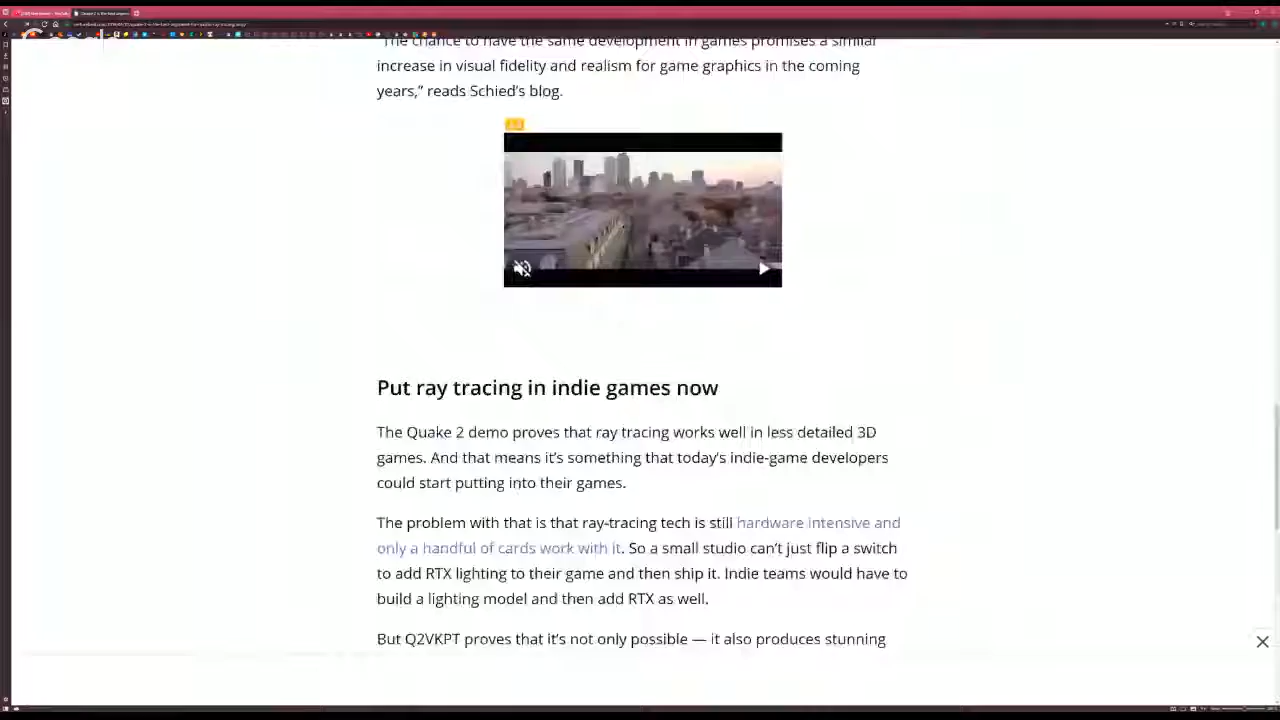 "The chance to have the same development in games promises a similar
increase in visual fidelity and realism for game graphics in the coming
years,” reads Schied’s blog.
Put ray tracing in indie games now
The Quake 2 demo proves that ray tracing works well in less detailed 3D
games. And that means it’s something that today’s indie-game developers
could start putting into their games.
The problem with that is that ray-tracing tech is still hardware intensive and
only a handful of cards work with it. So a small studio can’t just flip a switch
to add RTX lighting to their game and then ship it. Indie teams would have to
build a lighting model and then add RTX as well.
But Q2VKPT proves that it’s not only possible — it also produces stunning